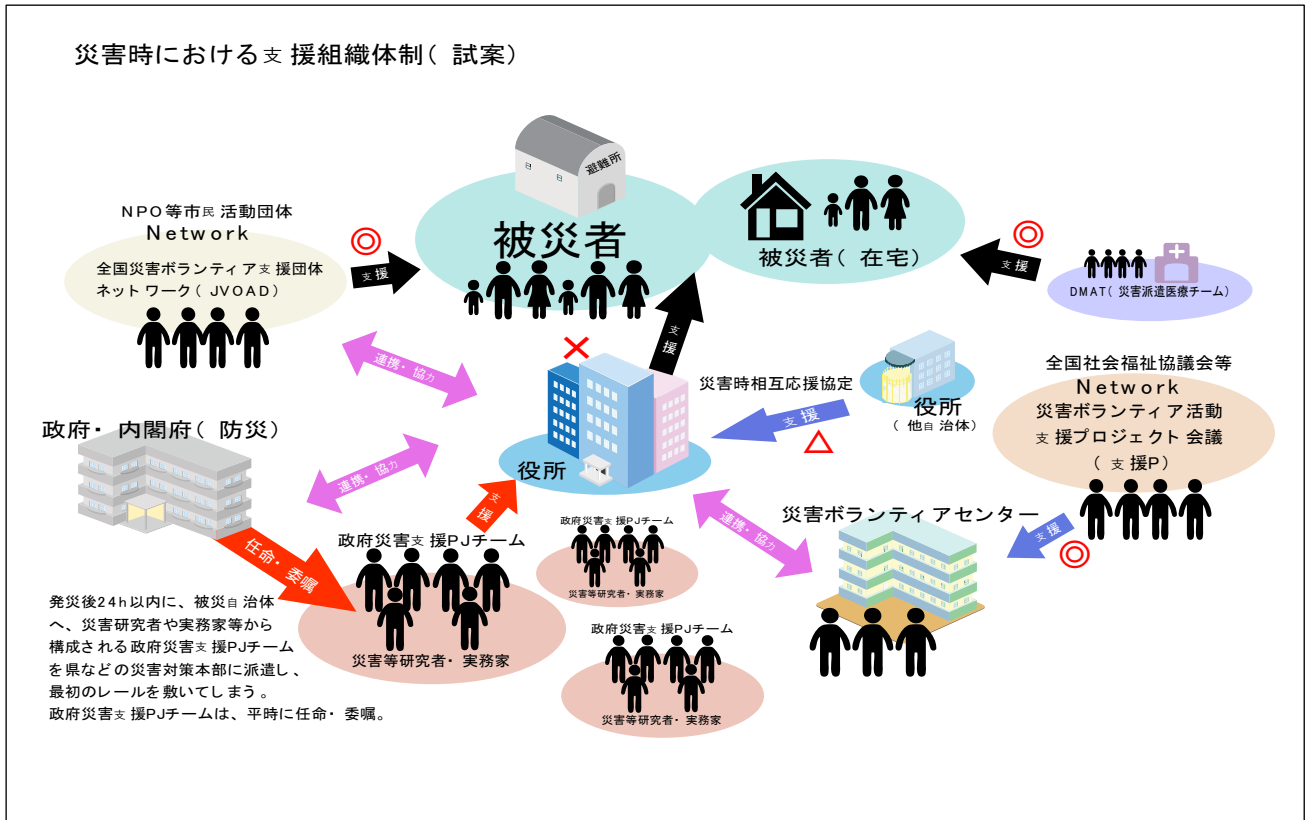 災害時における支援組織体制(試案)
避難所
被災者
被災者(在宅)
NPO等市民活動団体
Network
全国災害ボランティア支援団体
ネットワーク(JVOAD)
◎
支援
◎
支援
DMAT(災害派遣医療チーム)
連携・協力
×
支援
災害時相互応援協定
支援
△
役所
(他自治体)
全国社会福祉協議会等
Network
災害ボランティア活動
支援プロジェクト会議
(支援P)
政府・内閣府(防災)
連携・協力
役所
支援
連携・協力
災害ボランティアセンター
支援
◎
任命・委嘱
政府災害支援PJチーム
災害等研究者・実務家
政府災害支援PJチーム
災害等研究者・実務家
政府災害支援PJチーム
災害等研究者・実務家
発災後24h以内に、被災自治体
へ、災害研究者や実務家等から
構成される政府災害支援PJチーム
を県などの災害対策本部に派遣し、
最初のレールを敷いてしまう。
政府災害支援PJチームは、平時に任命・委嘱。